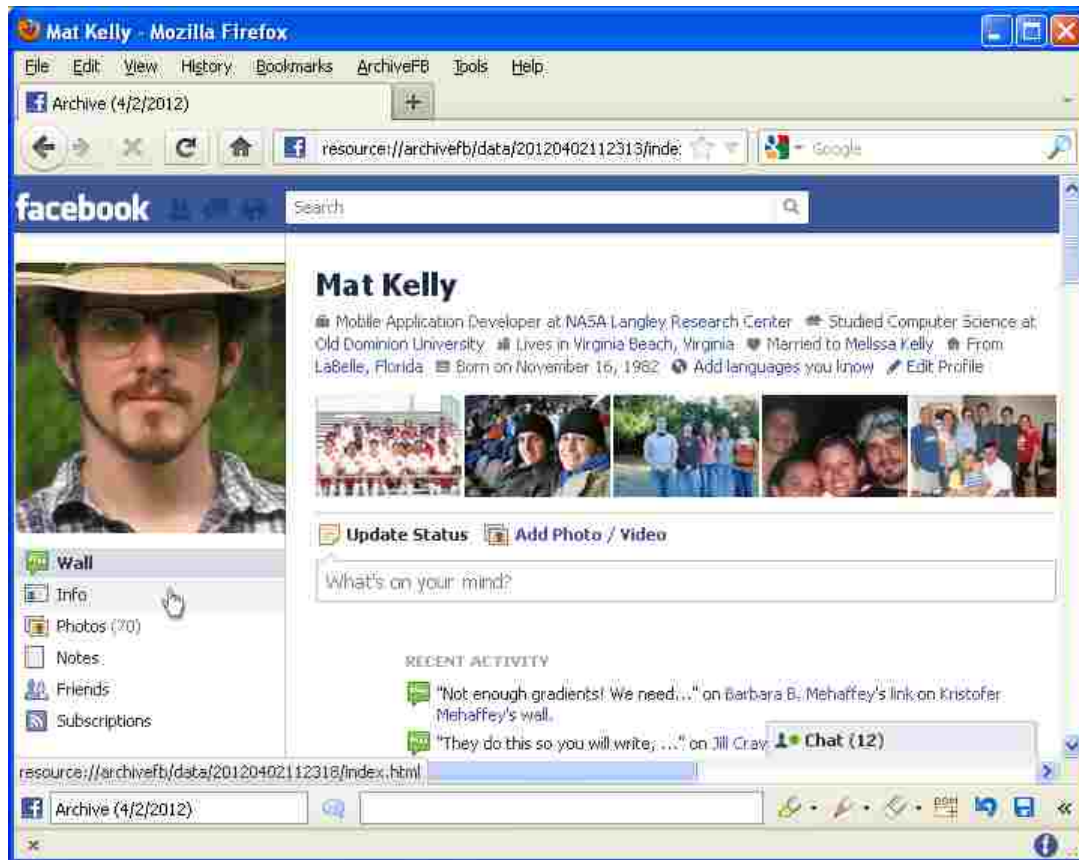 Mat Kelly - Mozilla Firefox
File Edit View History Bookmarks ArchiveFB Tools Help
Archive (4/2/2012)
resource://archivefb/data/20120402112313/inde
Google
facebook
Search
Mat Kelly
Mobile Application Developer at NASA Langley Research Center Studied Computer Science at
Old Dominion University Lives in Virginia Beach, Virginia Married to Melissa Kelly From
LaBelle, Florida Born on November 16, 1982 Add languages you know Edit Profile
Update Status Add Photo / Video
What's on your mind?
Wall
Info
Photos (70)
Notes
Friends
Subscriptions
RECENT ACTIVITY
"Not enough gradients! We need..." on Barbara B. Mehaffey's link on Kristofer
Mehaffey's wall.
"They do this so you will write, ..." on Jill Cray
Chat (12)
resource://archivefb/data/20120402112318/index.html
Archive (4/2/2012)